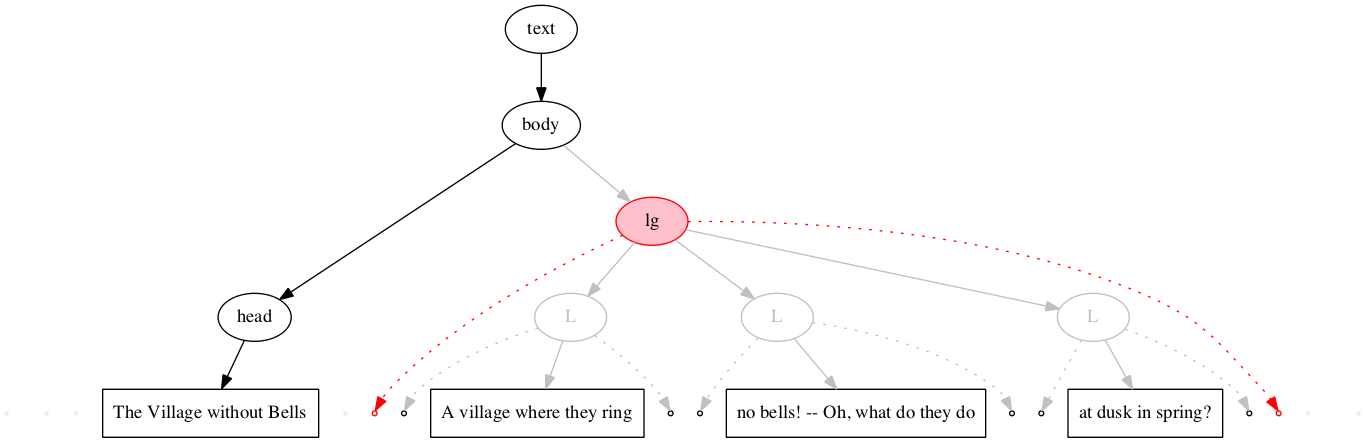 text
body
lg
head
L
L
L
The Village without Bells
A village where they ring
no bells! -- Oh, what do they do
at dusk in spring?